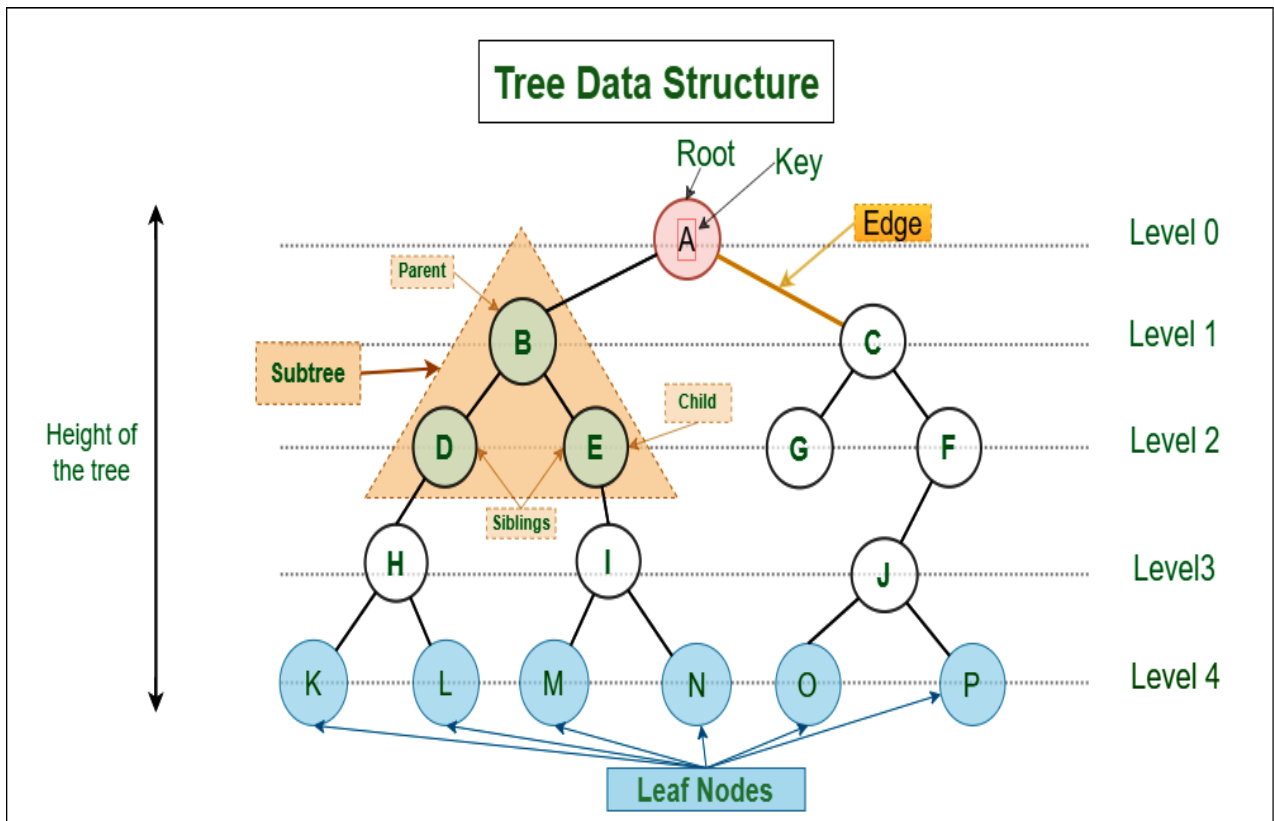 Tree Data Structure
Root
Key
A
Edge
Level 0
Parent
B
C
Level 1
Subtree
Child
D
E
G
F
Level 2
Height of
the tree
Siblings
H
I
J
Level3
K
L
M
N
O
P
Level 4
Leaf Nodes